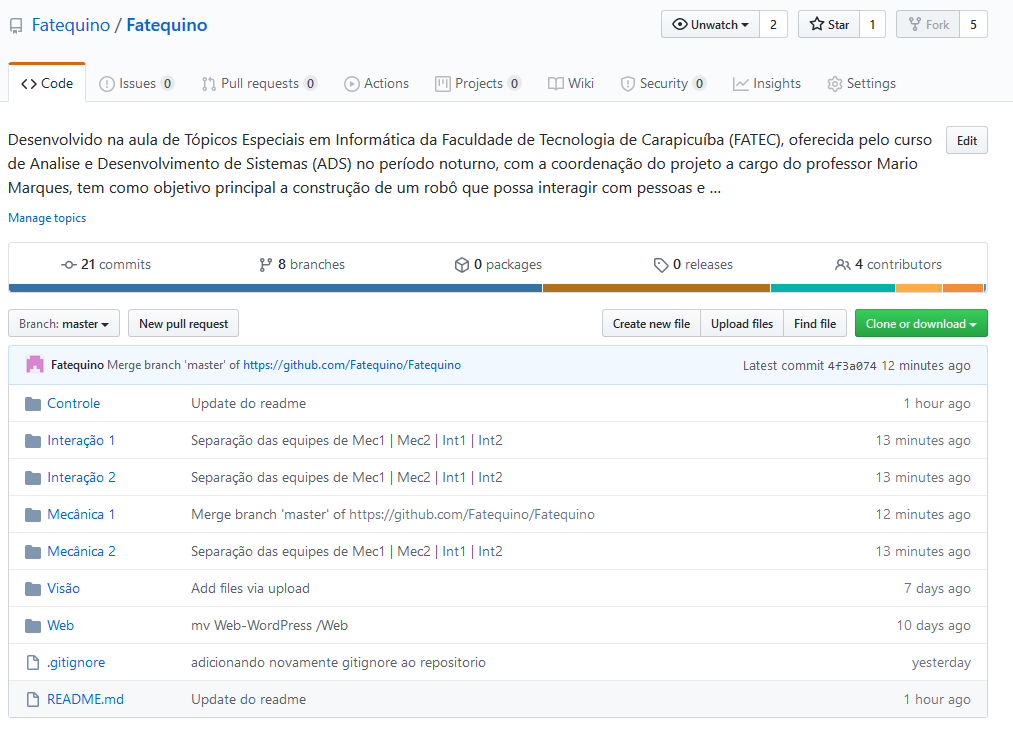 Fatequino / Fatequino Unwatch 2 Star 1 Fork 5
Code Issues 0 Pull requests 0 Actions Projects 0 Wiki Security 0 Insights Settings
Desenvolvido na aula de Tópicos Especiais em Informática da Faculdade de Tecnologia de Carapicuíba (FATEC), oferecida pelo curso
Edit
de Analise e Desenvolvimento de Sistemas (ADS) no período noturno, com a coordenação do projeto a cargo do professor Mario
Marques, tem como objetivo principal a construção de um robô que possa interagir com pessoas e ...
Manage topics
21 commits 8 branches 0 packages 0 releases 4 contributors
Branch: master New pull request Create new file Upload files Find file Clone or download
Fatequino Merge branch 'master' of https://github.com/Fatequino/Fatequino Latest commit 4f3a074 12 minutes ago
Controle Update do readme 1 hour ago
Interação 1 Separação das equipes de Mec1 | Mec2 | Int1 | Int2 13 minutes ago
Interação 2 Separação das equipes de Mec1 | Mec2 | Int1 | Int2 13 minutes ago
Mecânica 1 Merge branch 'master' of https://github.com/Fatequino/Fatequino 12 minutes ago
Mecânica 2 Separação das equipes de Mec1 | Mec2 | Int1 | Int2 13 minutes ago
Visão Add files via upload 7 days ago
Web mv Web-WordPress /Web 10 days ago
.gitignore adicionando novamente gitignore ao repositorio yesterday
README.md Update do readme 1 hour ago